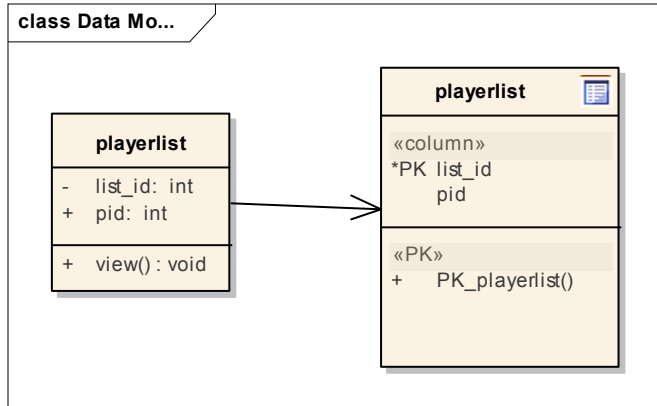 class Data Mo...
playerlist
- list_id: int
+ pid: int
+ view() : void
playerlist
«column»
*PK list_id
pid
«PK»
+ PK_playerlist()